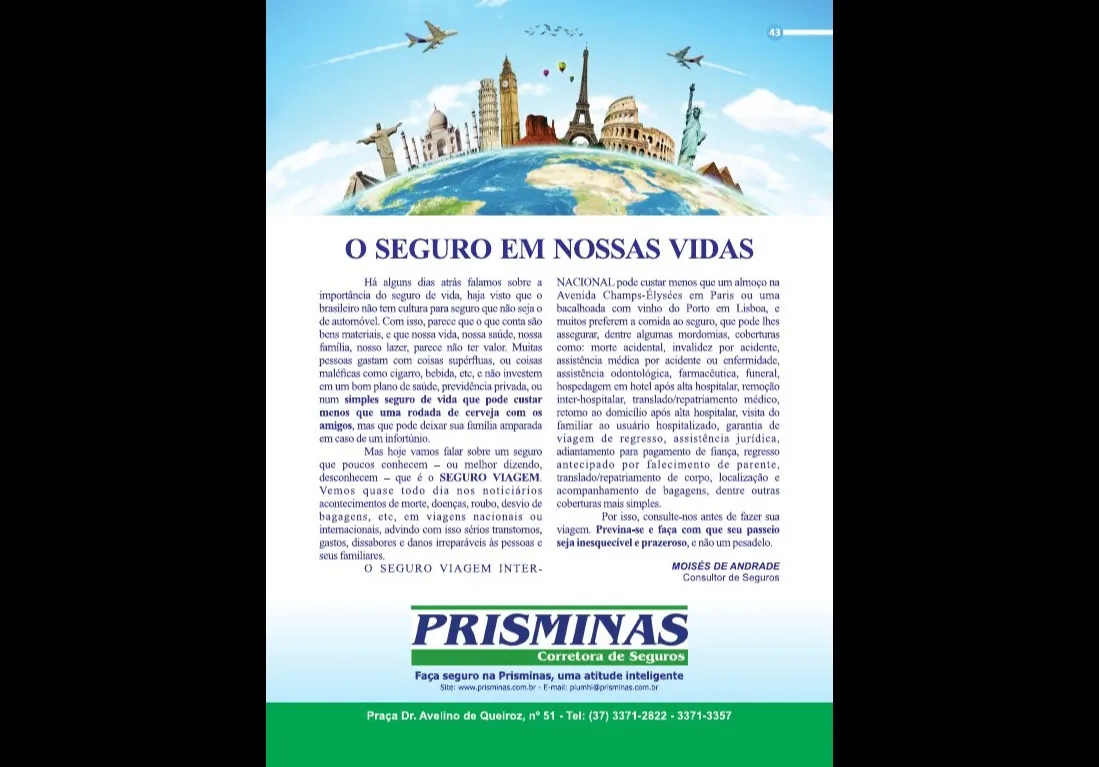 43
O SEGURO EM NOSSAS VIDAS
Há alguns dias atrás falamos sobre a
importância do seguro de vida, haja visto que o
brasileiro não tem cultura para seguro que não seja o
de automóvel. Com isso, parece que o que conta são
bens materiais, e que nossa vida, nossa saúde, nossa
família, nosso lazer, parece não ter valor. Muitas
pessoas gastam com coisas supérfluas, ou coisas
maléficas como cigarro, bebida, etc, e não investem
em um bom plano de saúde, previdência privada, ou
num simples seguro de vida que pode custar
menos que uma rodada de cerveja com os
amigos, mas que pode deixar sua família amparada
em caso de um infortúnio.
Mas hoje vamos falar sobre um seguro
que poucos conhecem – ou melhor dizendo,
desconhecem – que é o SEGURO VIAGEM.
Vemos quase todo dia nos noticiários
acontecimentos de morte, doenças, roubo, desvio de
bagagens, etc, em viagens nacionais ou
internacionais, advindo com isso sérios transtornos,
gastos, dissabores e danos irreparáveis às pessoas e
seus familiares.
O SEGURO VIAGEM INTER-
NACIONAL pode custar menos que um almoço na
Avenida Champs-Élysées em Paris ou uma
bacalhoada com vinho do Porto em Lisboa, e
muitos preferem a comida ao seguro, que pode lhes
assegurar, dentre algumas mordomias, coberturas
como: morte acidental, invalidez por acidente,
assistência médica por acidente ou enfermidade,
assistência odontológica, farmacêutica, funeral,
hospedagem em hotel após alta hospitalar, remoção
inter-hospitalar, translado/repatriamento médico,
retorno ao domicílio após alta hospitalar, visita do
familiar ao usuário hospitalizado, garantia de
viagem de regresso, assistência jurídica,
adiantamento para pagamento de fiança, regresso
antecipado por falecimento de parente,
translado/repatriamento de corpo, localização e
acompanhamento de bagagens, dentre outras
coberturas mais simples.
Por isso, consulte-nos antes de fazer sua
viagem. Previna-se e faça com que seu passeio
seja inesquecível e prazeroso, e não um pesadelo.
MOISÉS DE ANDRADE
Consultor de Seguros
PRISMINAS
Corretora de Seguros
Faça seguro na Prisminas, uma atitude inteligente
Site: www.prisminas.com.br - E-mail: piumhi@prisminas.com.br
Praça Dr. Avelino de Queiroz, nº 51 - Tel: (37) 3371-2822 - 3371-3357